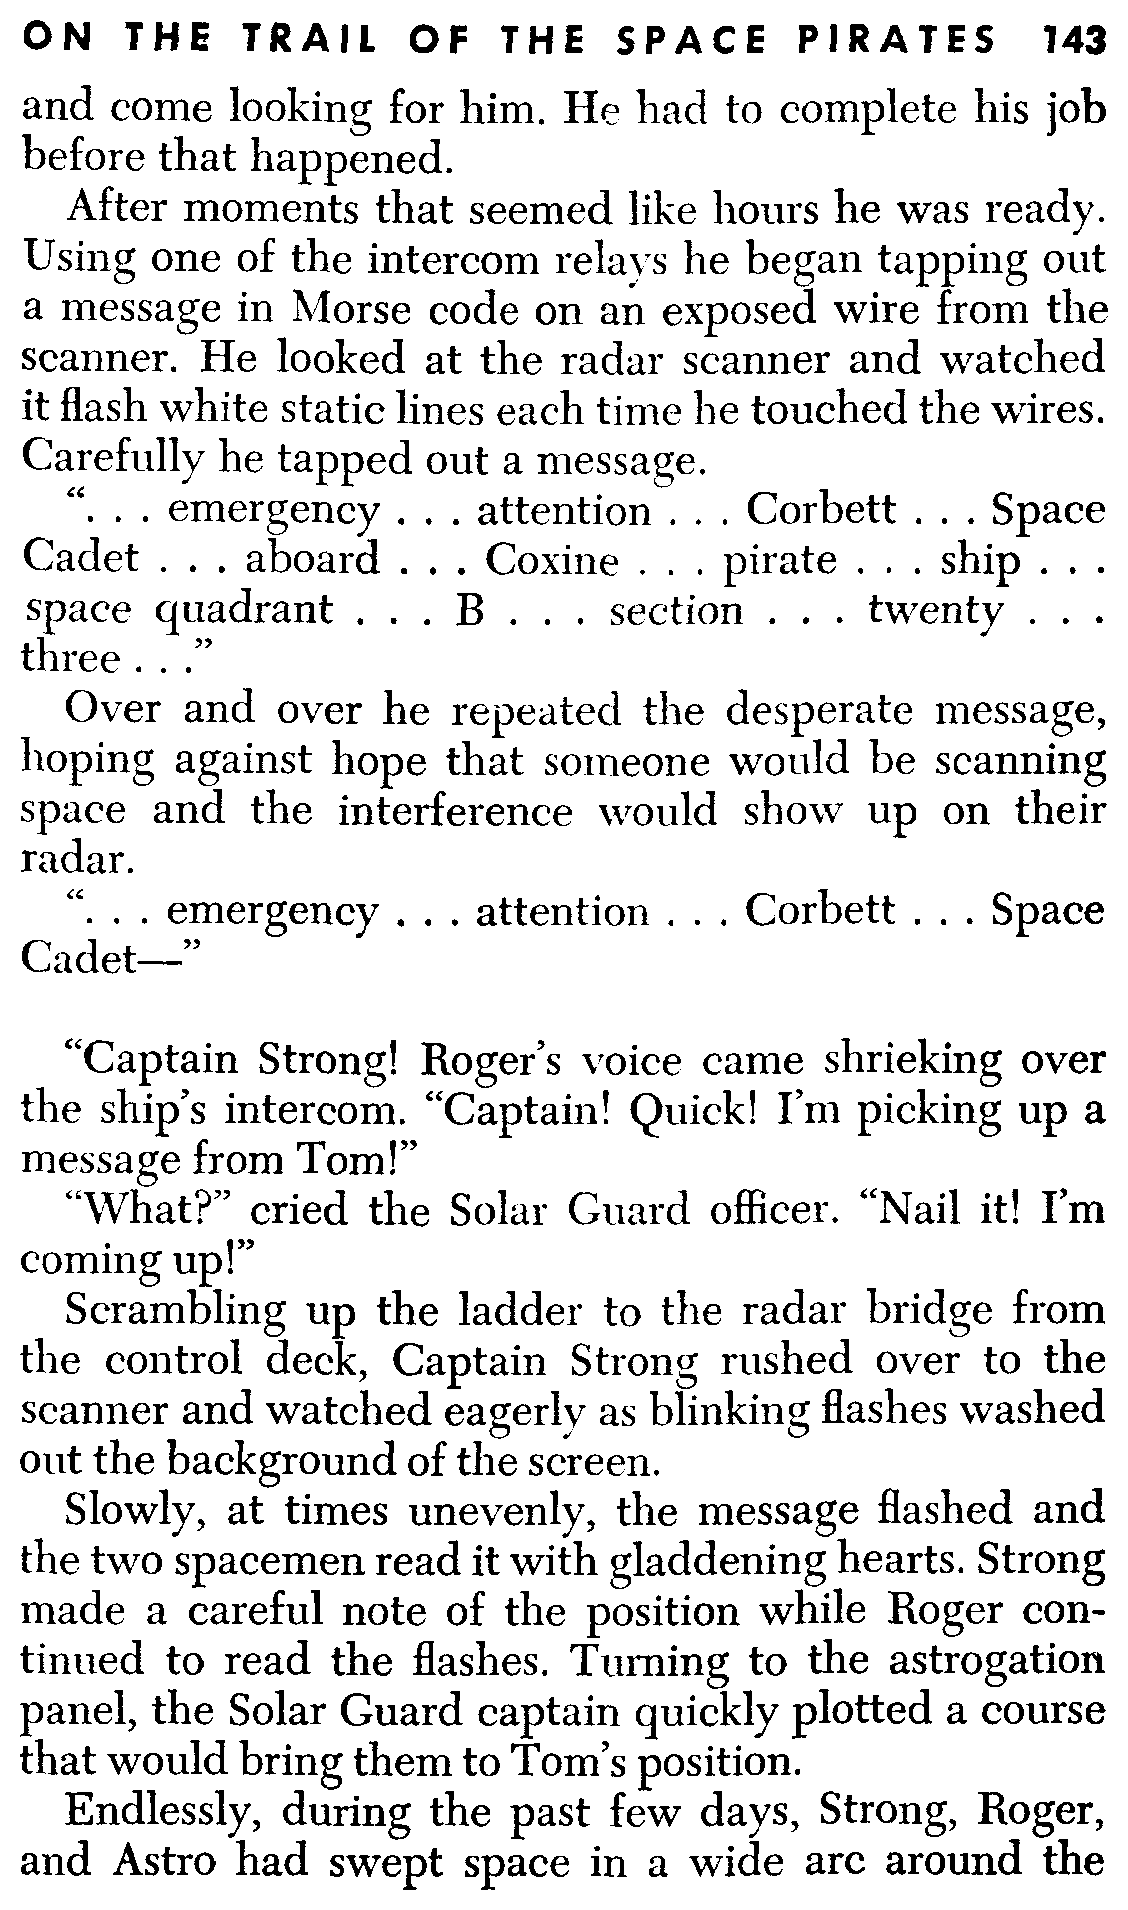 ON THE TRAIL OF THE SPACE PIRATES 143
and come looking for him. He had to complete his job
before that happened.
After moments that seemed like hours he was ready.
Using one of the intercom relays he began tapping out
a message in Morse code on an exposed wire from the
scanner. He looked at the radar scanner and watched
it flash white static lines each time he touched the wires.
Carefully he tapped out a message.
“. . . emergency . . . attention . . . Corbett . . . Space
Cadet . . . aboard . . . Coxine . . . pirate . . . ship . . .
space quadrant . . . B . . . section . . . twenty . . .
three . . .”
Over and over he repeated the desperate message,
hoping against hope that someone would be scanning
space and the interference would show up on their
radar.
“. . . emergency . . . attention . . . Corbett . . . Space
Cadet—”
“Captain Strong! Roger’s voice came shrieking over
the ship’s intercom. “Captain! Quick! I’m picking up a
message from Tom!”
“What?” cried the Solar Guard officer. “Nail it! I’m
coming up!”
Scrambling up the ladder to the radar bridge from
the control deck, Captain Strong rushed over to the
scanner and watched eagerly as blinking flashes washed
out the background of the screen.
Slowly, at times unevenly, the message flashed and
the two spacemen read it with gladdening hearts. Strong
made a careful note of the position while Roger con-
tinued to read the flashes. Turning to the astrogation
panel, the Solar Guard captain quickly plotted a course
that would bring them to Tom’s position.
Endlessly, during the past few days, Strong, Roger,
and Astro had swept space in a wide arc around the